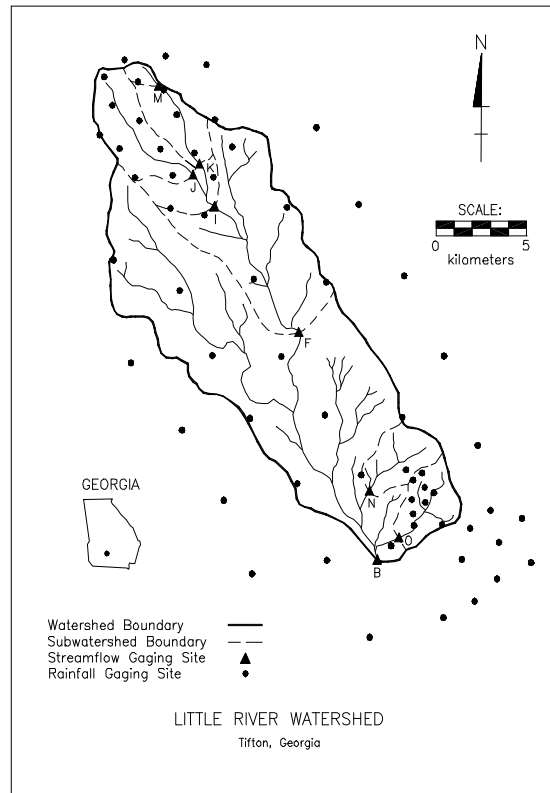 N
M
K
J
I
SCALE:
0 5
kilometers
F
GEORGIA
N
O
B
Watershed Boundary
Subwatershed Boundary
Streamflow Gaging Site
Rainfall Gaging Site
LITTLE RIVER WATERSHED
Tifton, Georgia